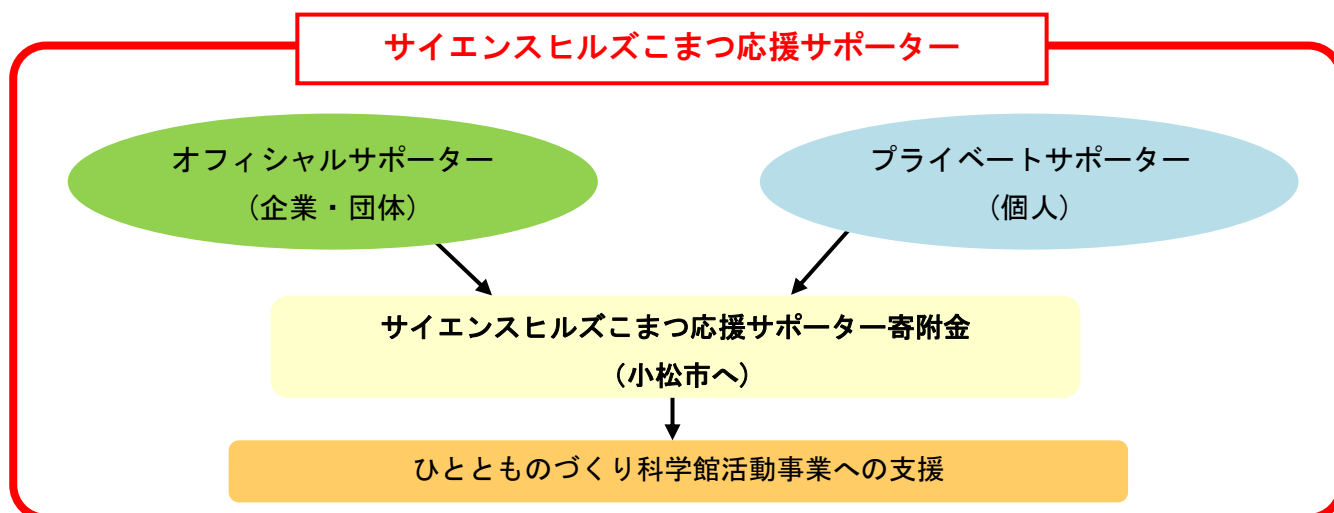 サイエンスヒルズこまつ応援サポーター
オフィシャルサポーター
（企業・団体）
プライベートサポーター
（個人）
サイエンスヒルズこまつ応援サポーター寄附金
（小松市へ）
ひととものづくり科学館活動事業への支援